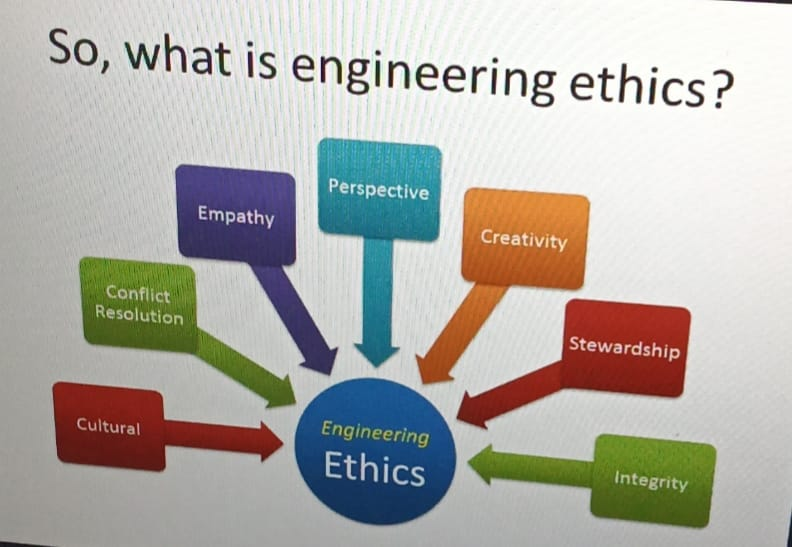 So, what is engineering ethics?
Perspective
Empathy
Creativity
Conflict
Resolution
Stewardship
Cultural
Engineering
Ethics
Integrity